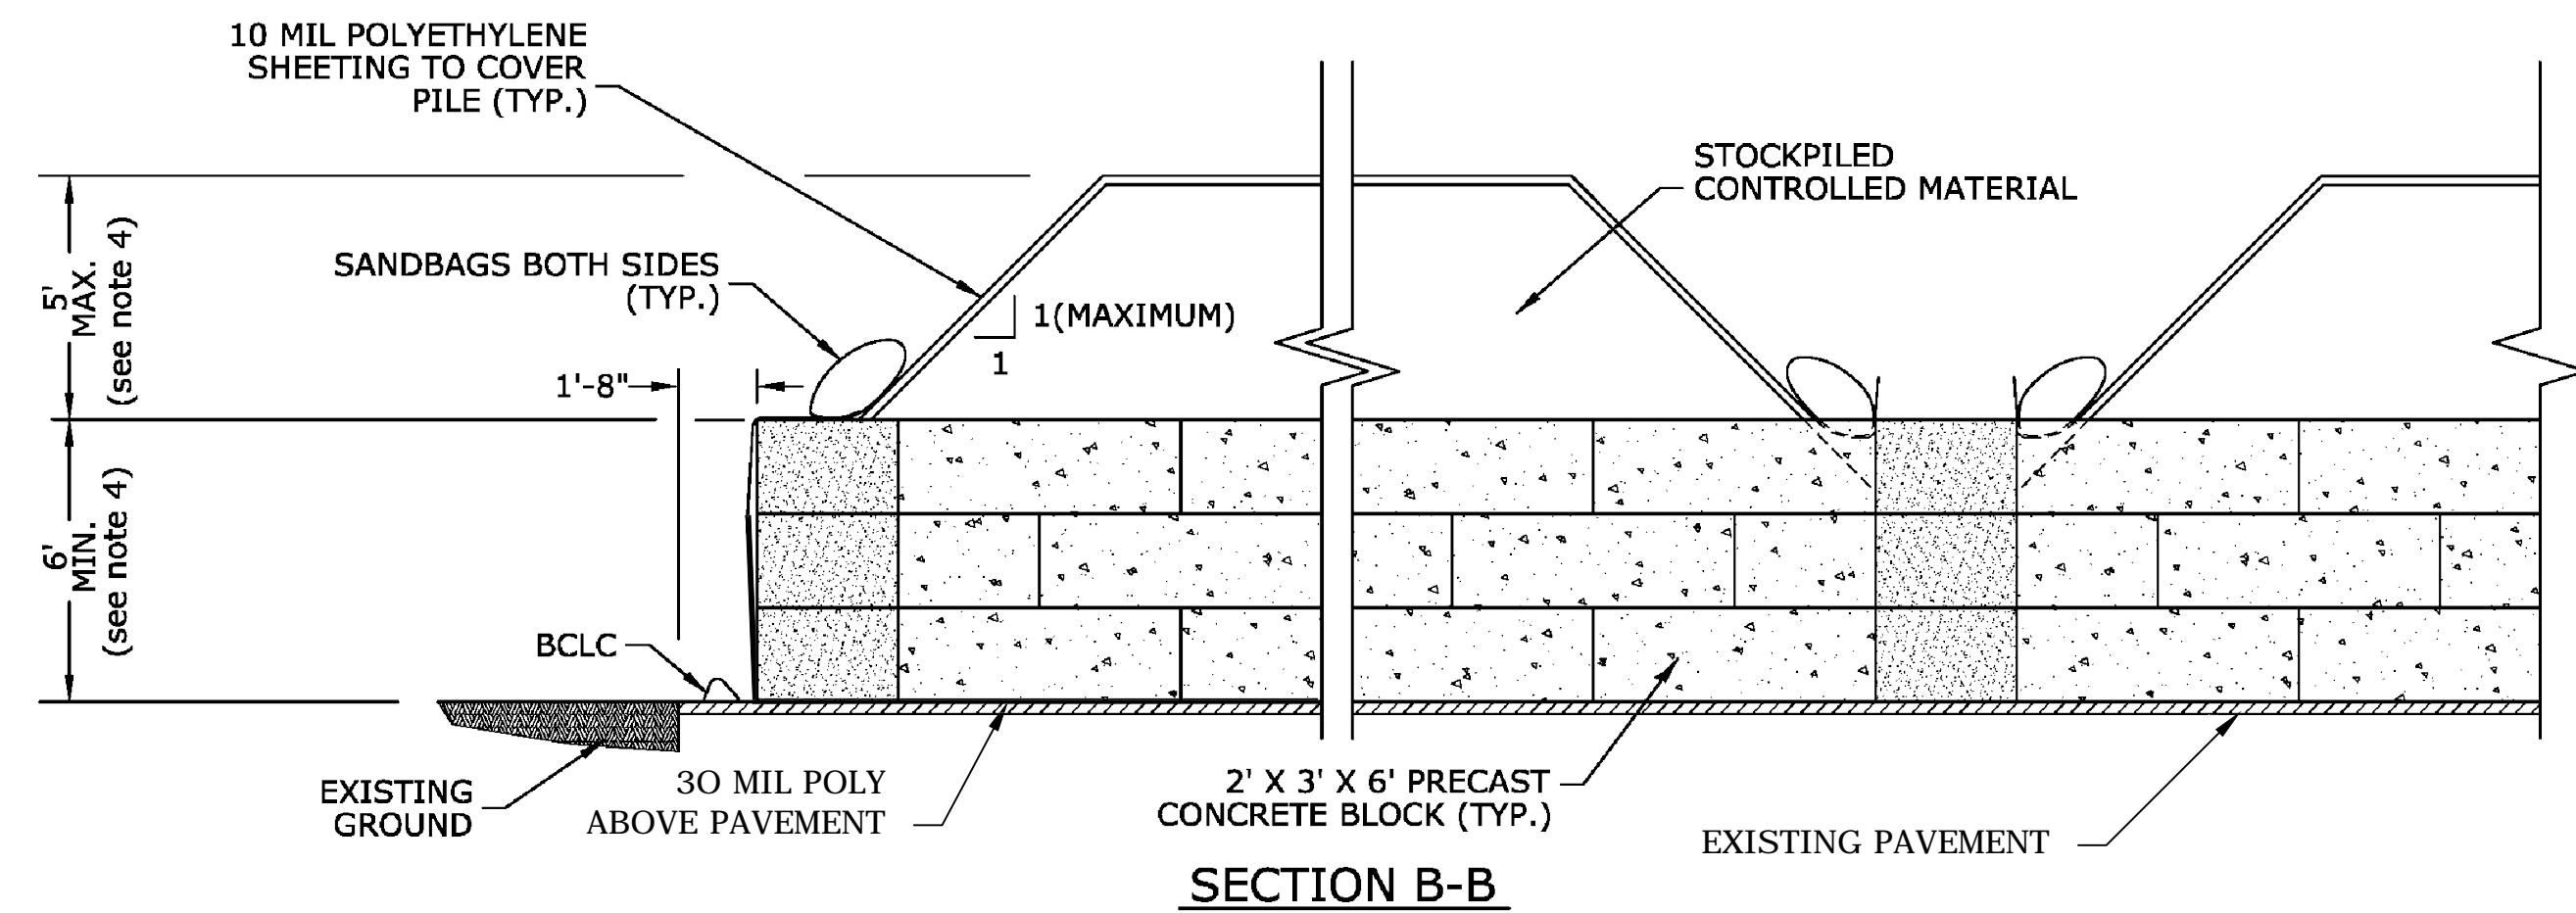 10 MIL POLYETHYLENE
SHEETING TO COVER
PILE (TYP.)
STOCKPILED
CONTROLLED MATERIAL
5'
MAX.
(see note 4)
SANDBAGS BOTH SIDES
(TYP.)
1(MAXIMUM)
1
1'-8"
6'
MIN.
(see note 4)
BCLC
EXISTING
GROUND
30 MIL POLY
ABOVE PAVEMENT
2' X 3' X 6' PRECAST
CONCRETE BLOCK (TYP.)
EXISTING PAVEMENT
SECTION B-B